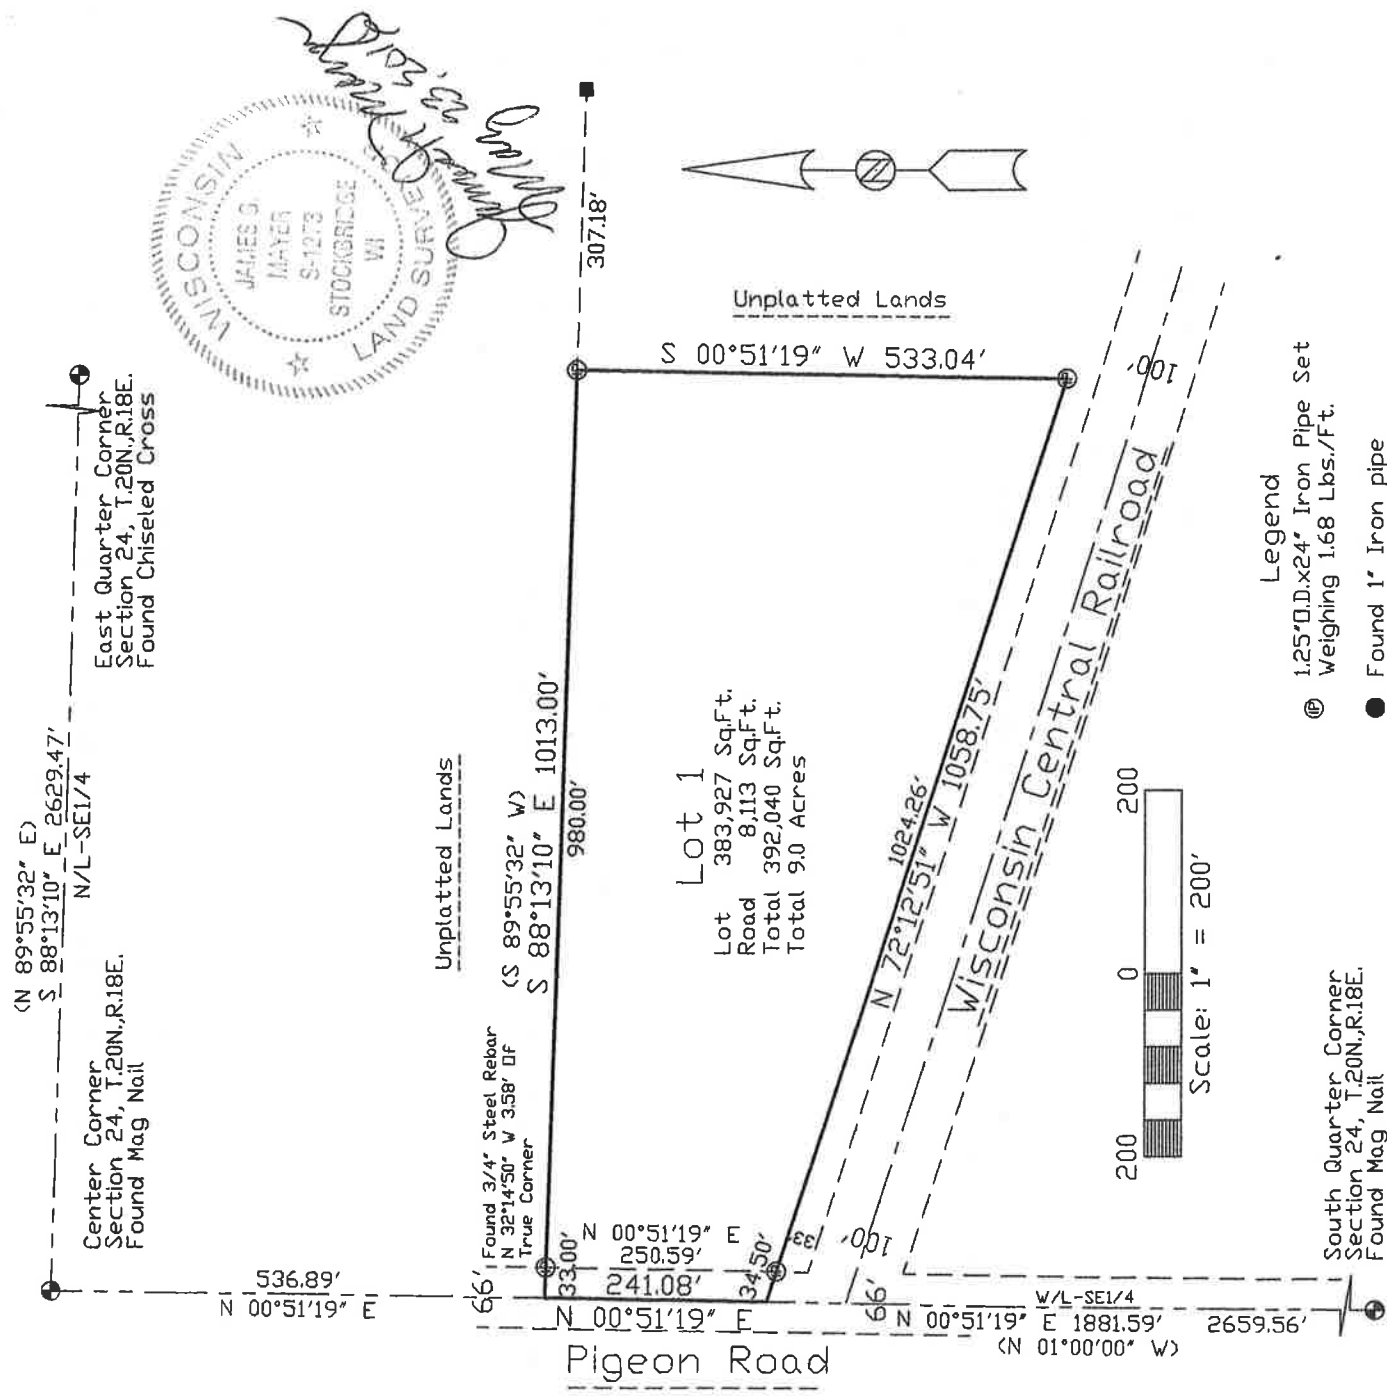 (N 89°55'32" E)
S 88°13'10" E 2629.47'
N/L-SE1/4
Center Corner
Section 24, T.20N.,R.18E.
Found Mag Nail
East Quarter Corner
Section 24, T.20N.,R.18E.
Found Chiseled Cross
WISCONSIN
JAMES G.
MAYER
S-1273
STOCKBRIDGE
WI
LAND SURVEYOR
May 23, 2018
307.18'
Unplatted Lands
536.89'
N 00°51'19" E
Unplatted Lands
Found 3/4" Steel Rebar
N 32°14'50" W 3.58' Of
True Corner
(S 89°55'32" W)
S 88°13'10" E 1013.00'
980.00'
S 00°51'19" W 533.04'
66'
33.00'
N 00°51'19" E
250.59'
241.08'
N 00°51'19" E
34.50'
33'
Lot 1
Lot 383,927 Sq.Ft.
Road 8,113 Sq.Ft.
Total 392,040 Sq.Ft.
Total 9.0 Acres
1024.26'
N 72°12'51" W 1058.75'
Wisconsin Central Railroad
100'
100'
66'
Pigeon Road
W/L-SE1/4
N 00°51'19" E 1881.59' 2659.56'
(N 01°00'00" W)
200 0 200
Scale: 1" = 200'
Legend
IP 1.25"O.D.x24" Iron Pipe Set
Weighing 1.68 Lbs./Ft.
Found 1" Iron pipe
South Quarter Corner
Section 24, T.20N.,R.18E.
Found Mag Nail
N